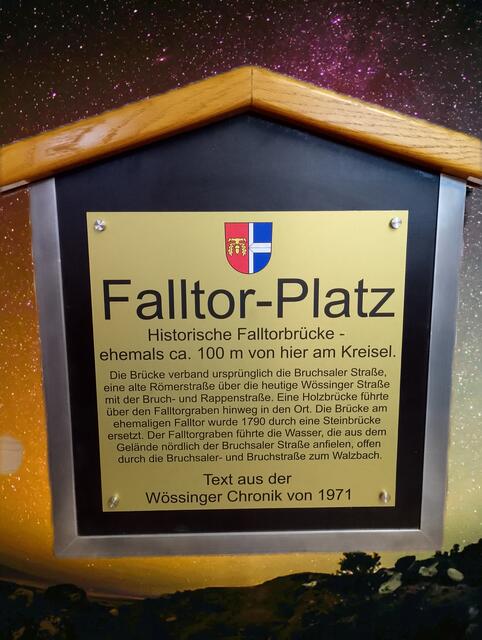 Falltor-Platz
Historische Falltorbrücke -
ehemals ca. 100 m von hier am Kreisel.
Die Brücke verband ursprünglich die Bruchsaler Straße,
eine alte Römerstraße über die heutige Wössinger Straße
mit der Bruch- und Rappenstraße. Eine Holzbrücke führte
über den Falltorgraben hinweg in den Ort. Die Brücke am
ehemaligen Falltor wurde 1790 durch eine Steinbrücke
ersetzt. Der Falltorgraben führte die Wasser, die aus dem
Gelände nördlich der Bruchsaler Straße anfielen, offen
durch die Bruchsaler- und Bruchstraße zum Walzbach.
Text aus der
Wössinger Chronik von 1971